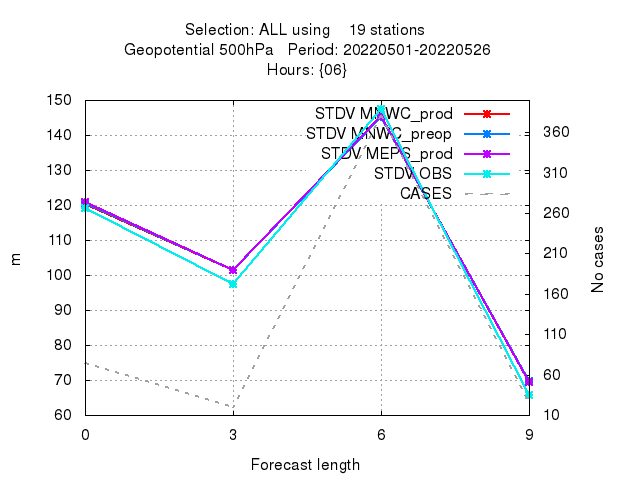 Selection: ALL using    19 stations
Geopotential 500hPa   Period: 20220501-20220526
Hours: {06}
STDV MNWC_prod
STDV MNWC_preop
STDV MEPS_prod
STDV OBS
CASES
150
140
130
120
110
100
90
80
70
60
m
360
310
260
210
160
110
60
10
No cases
0 3 6 9
Forecast length